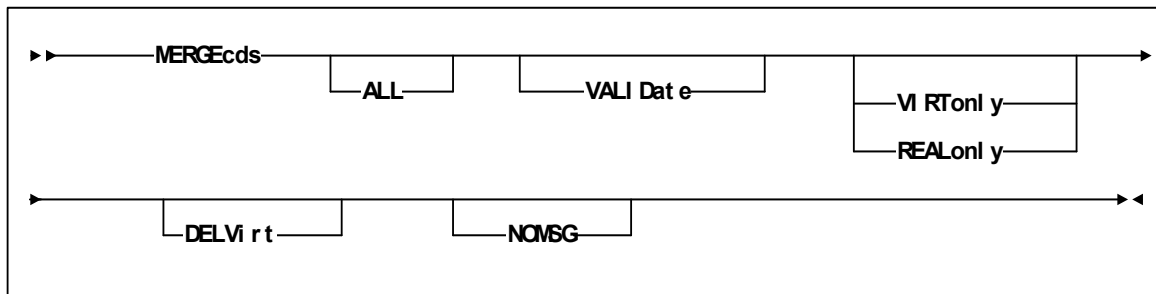 MERGEcds
ALL
VALIDate
VIRTonly
REALonly
DELVirt
NOMSG